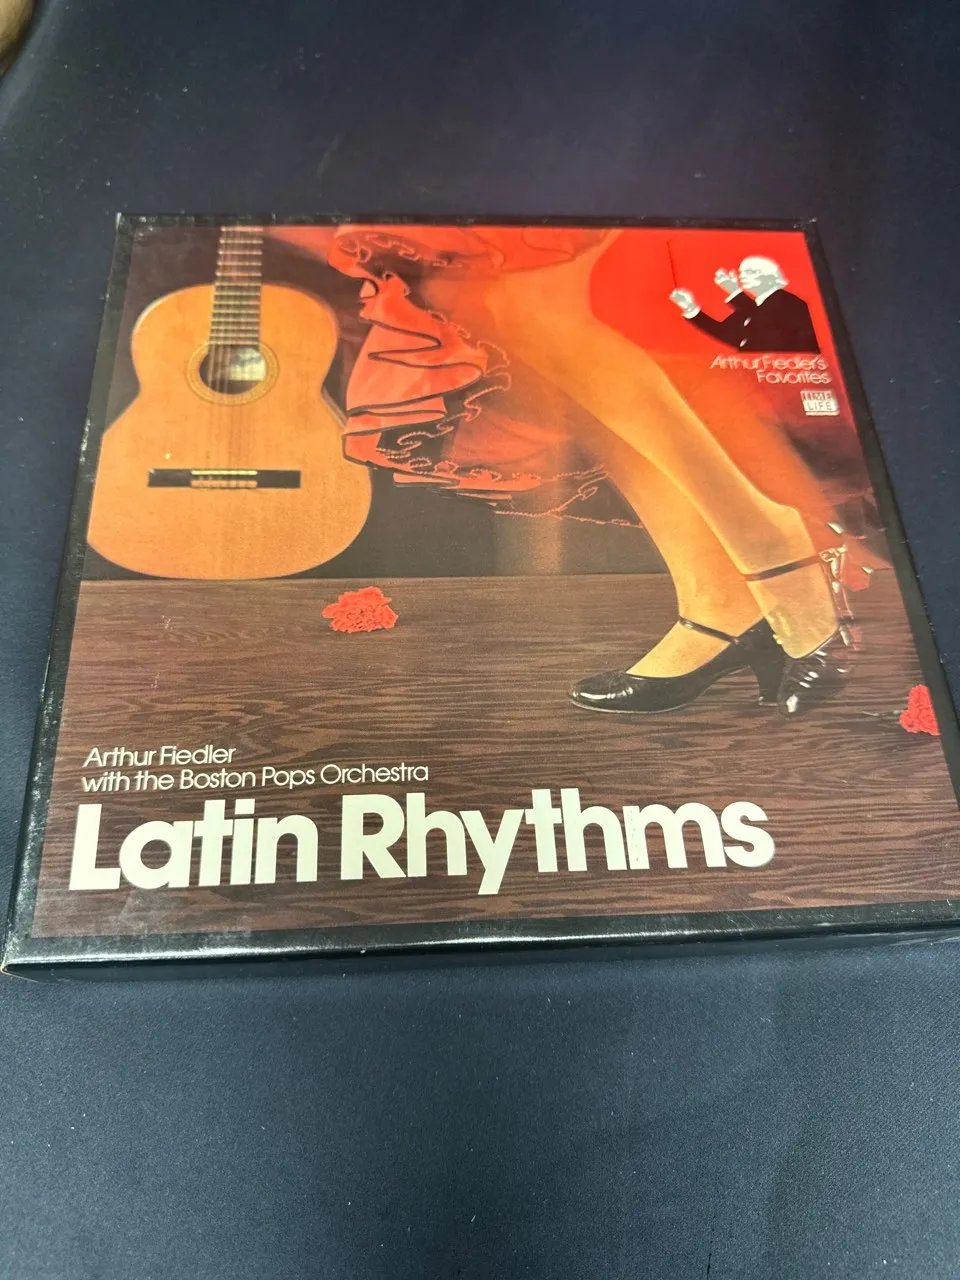 Arthur Fiedler's
Favorites
TIME
LIFE
Arthur Fiedler
with the Boston Pops Orchestra
Latin Rhythms